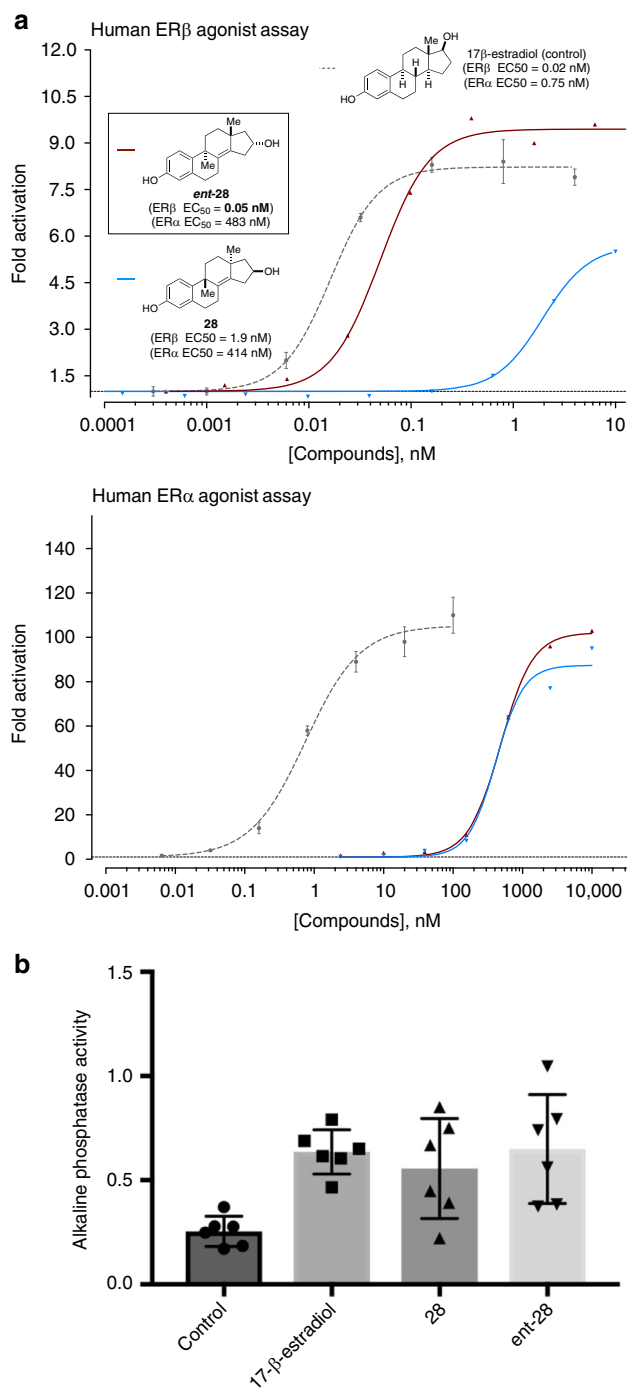 a
Human ERβ agonist assay
12.0
10.5
9.0
7.5
6.0
4.5
3.0
1.5
Fold activation
Me
OH
H
H
H
HO
17β-estradiol (control)
(ERβ EC50 = 0.02 nM)
(ERα EC50 = 0.75 nM)
Me
OH
Me
HO
ent-28
(ERβ EC50 = 0.05 nM)
(ERα EC50 = 483 nM)
Me
OH
Me
HO
28
(ERβ EC50 = 1.9 nM)
(ERα EC50 = 414 nM)
0.0001 0.001 0.01 0.1 1 10
[Compounds], nM
Human ERα agonist assay
140
120
100
80
60
40
20
0
Fold activation
0.001 0.01 0.1 1 10 100 1000 10,000
[Compounds], nM
b
1.5
1.0
0.5
0.0
Alkaline phosphatase activity
Control
17-β-estradiol
28
ent-28